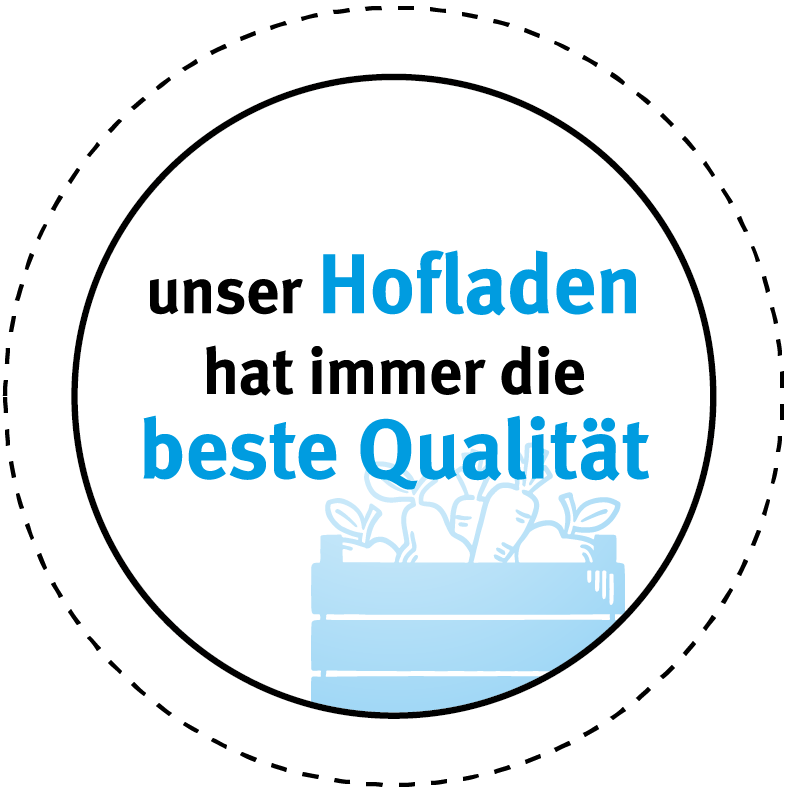 unser Hofladen
hat immer die
beste Qualität